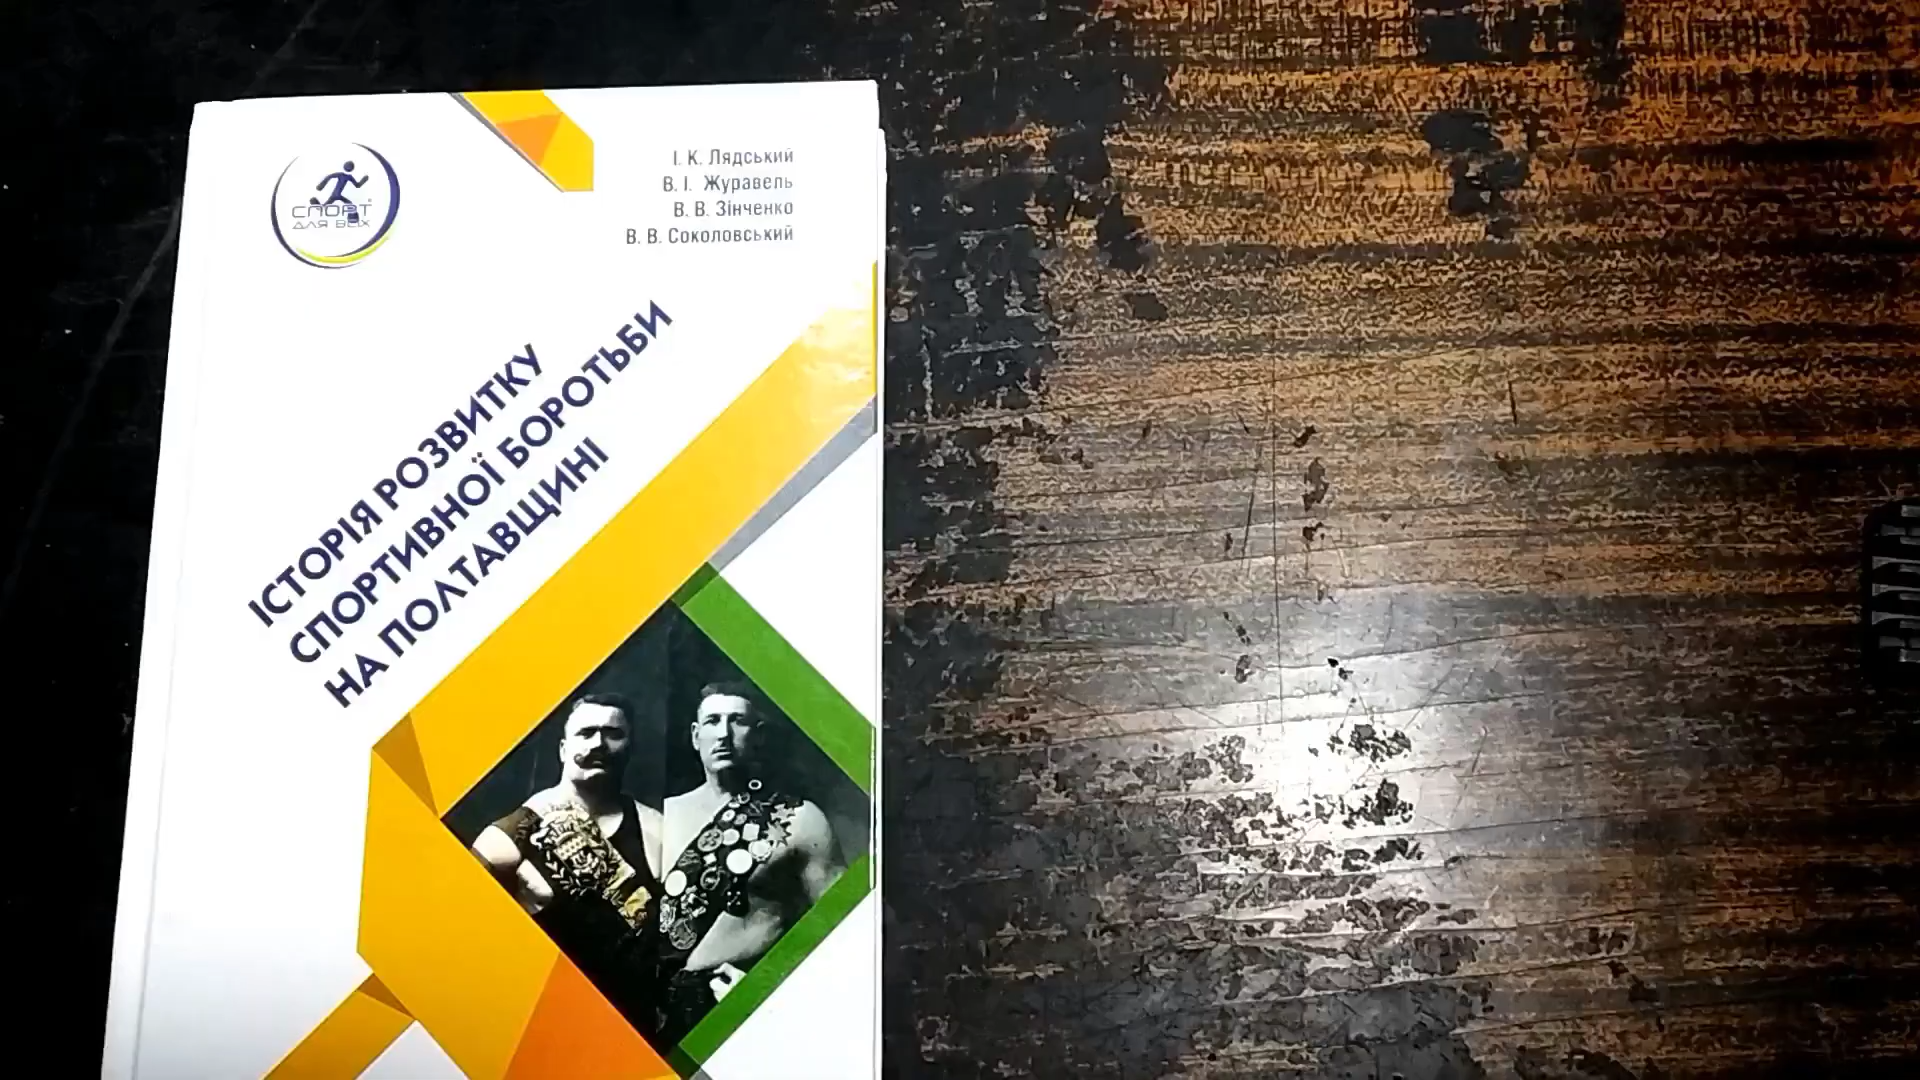 СПОРТ
ДЛЯ ВСІХ
І. К. Лядський
В. І. Журавель
В. В. Зінченко
В. В. Соколовський
ІСТОРІЯ РОЗВИТКУ
СПОРТИВНОЇ БОРОТЬБИ
НА ПОЛТАВЩИНІ